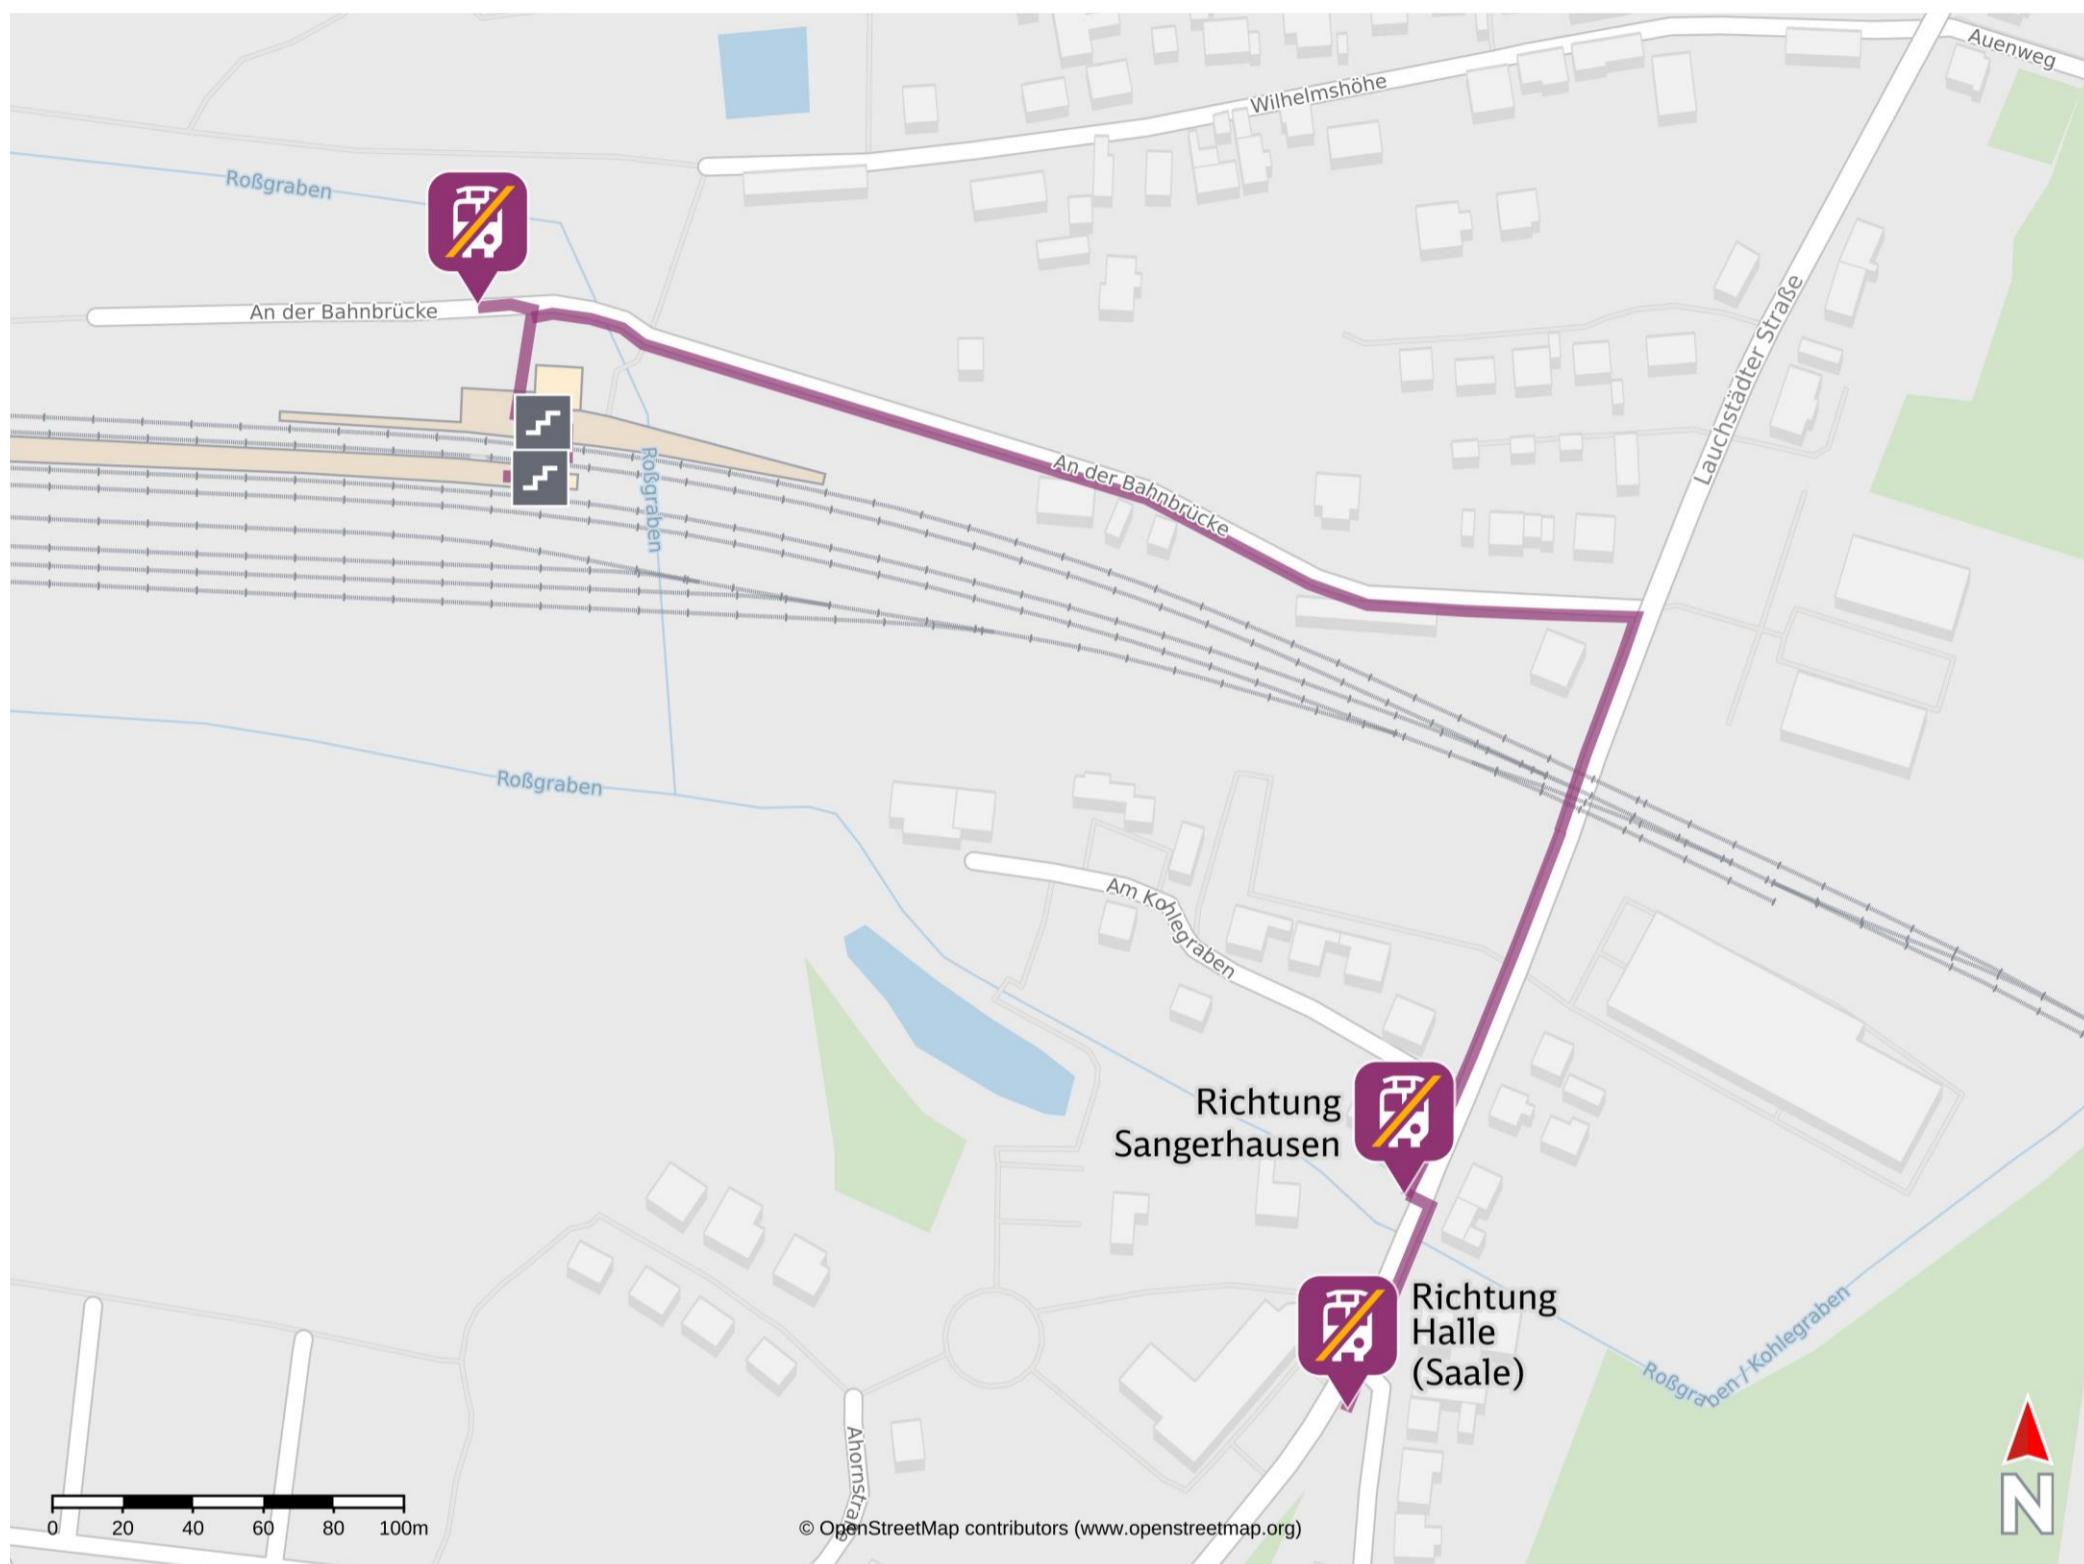 Auenweg
Wilhelmshöhe
Roßgraben
An der Bahnbrücke
Lauchstädter Straße
An der Bahnbrücke
Roßgraben
Roßgraben
Am Kohlegraben
Richtung
Sangerhausen
Richtung
Halle
(Saale)
Roßgraben / Kohlegraben
Ahornstraße
0 20 40 60 80 100m
© OpenStreetMap contributors (www.openstreetmap.org)
N